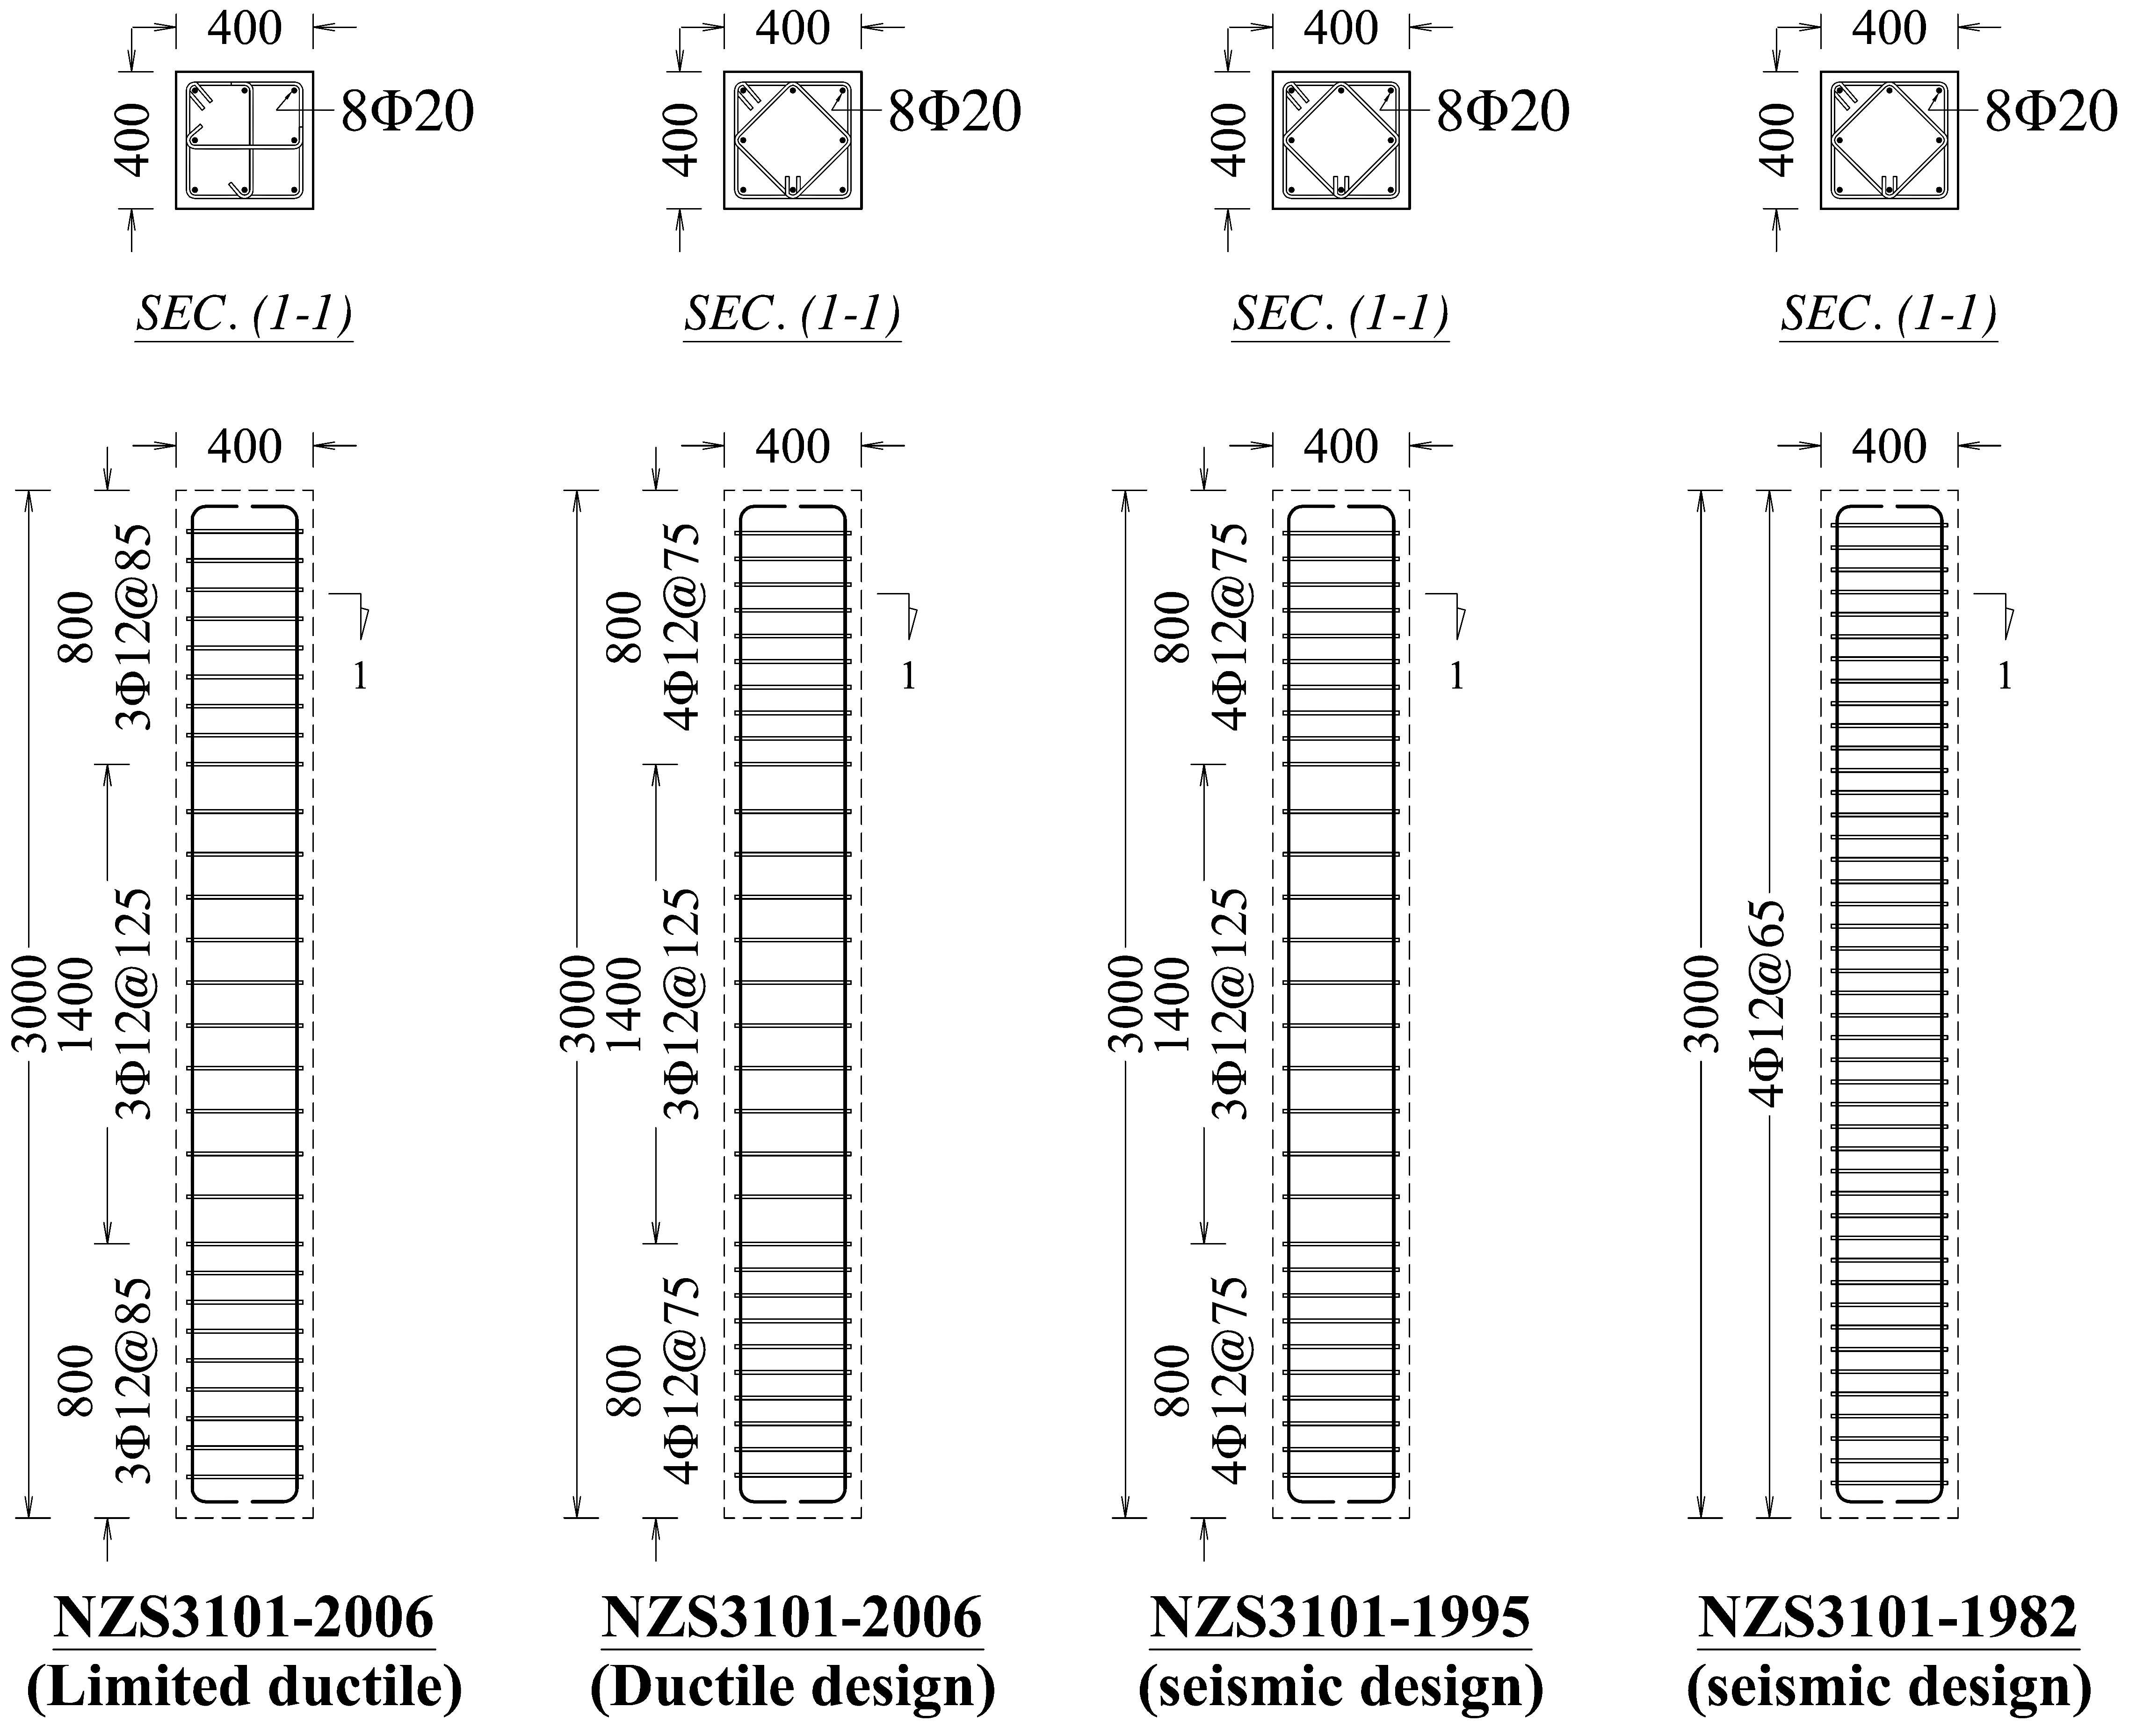 400
400
8Φ20
SEC. (1-1)
400
400
8Φ20
SEC. (1-1)
400
400
8Φ20
SEC. (1-1)
400
400
8Φ20
SEC. (1-1)
400
3000
800
3Φ12@85
1400
3Φ12@125
800
3Φ12@85
1
NZS3101-2006
(Limited ductile)
400
3000
800
4Φ12@75
1400
3Φ12@125
800
4Φ12@75
1
NZS3101-2006
(Ductile design)
400
3000
800
4Φ12@75
1400
3Φ12@125
800
4Φ12@75
1
NZS3101-1995
(seismic design)
400
3000
4Φ12@65
1
NZS3101-1982
(seismic design)